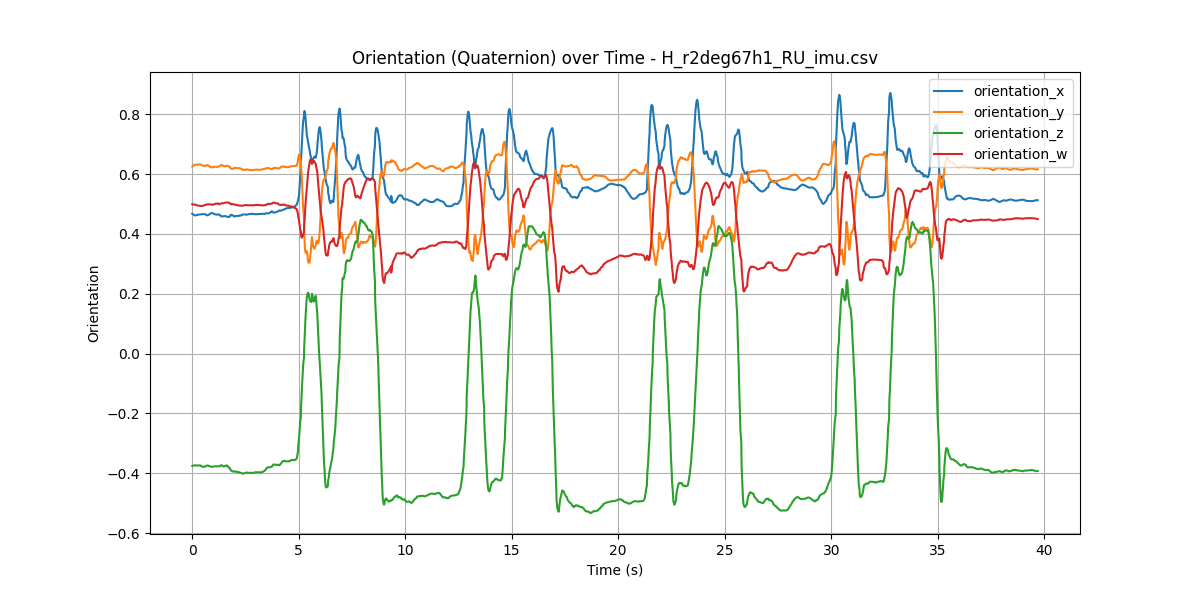 Orientation (Quaternion) over Time - H_r2deg67h1_RU_imu.csv
orientation_x
orientation_y
orientation_z
orientation_w
Orientation
0.8
0.6
0.4
0.2
0.0
−0.2
−0.4
−0.6
0 5 10 15 20 25 30 35 40
Time (s)